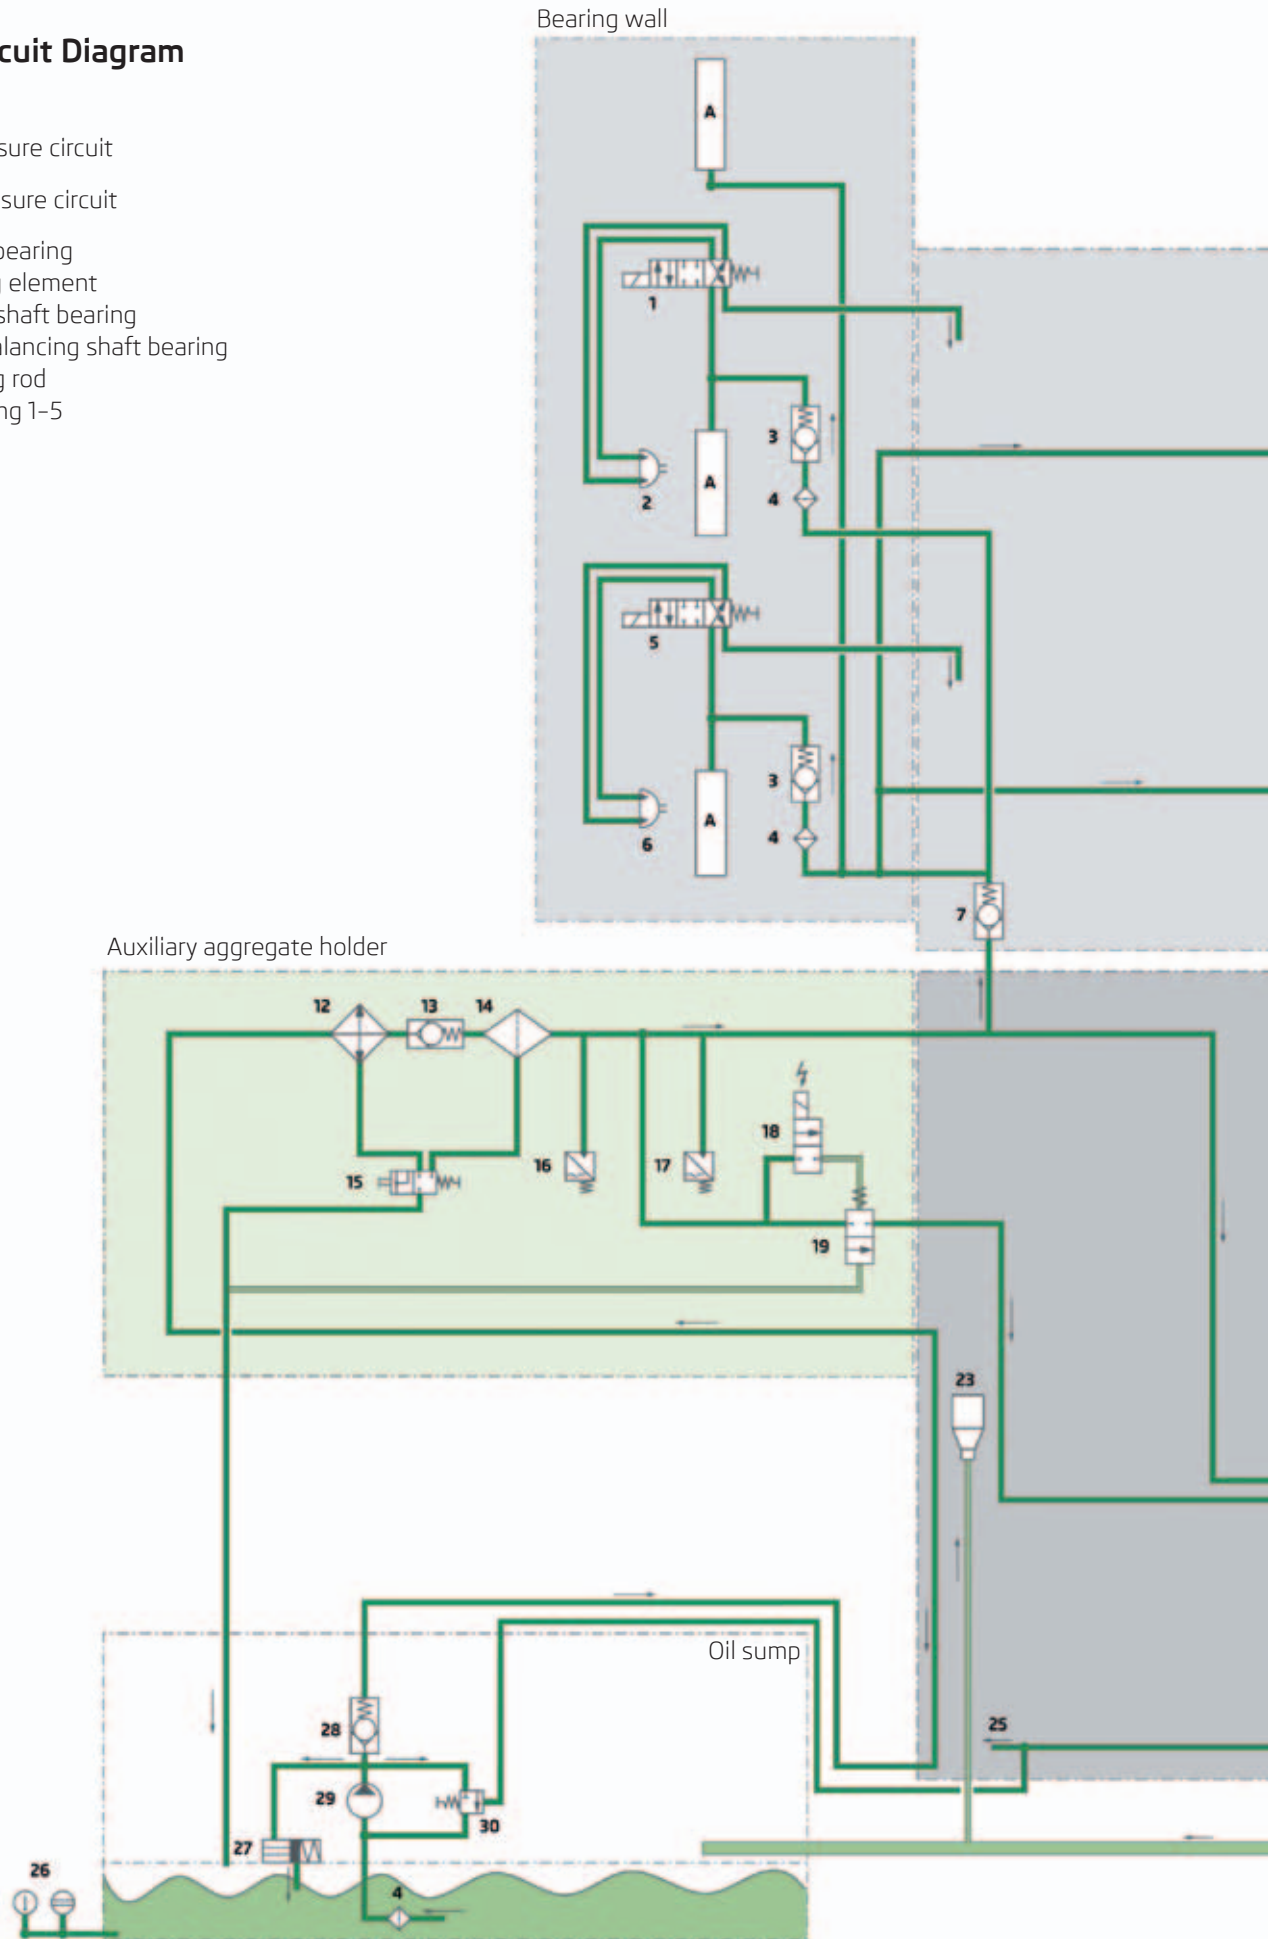 cuit Diagram
sure circuit
sure circuit
bearing
element
shaft bearing
alancing shaft bearing
g rod
ng 1–5
Bearing wall
A
1
3
A
2
4
5
3
A
6
4
7
Auxiliary aggregate holder
12
13
14
18
16
17
15
19
23
Oil sump
25
28
29
30
27
26
4